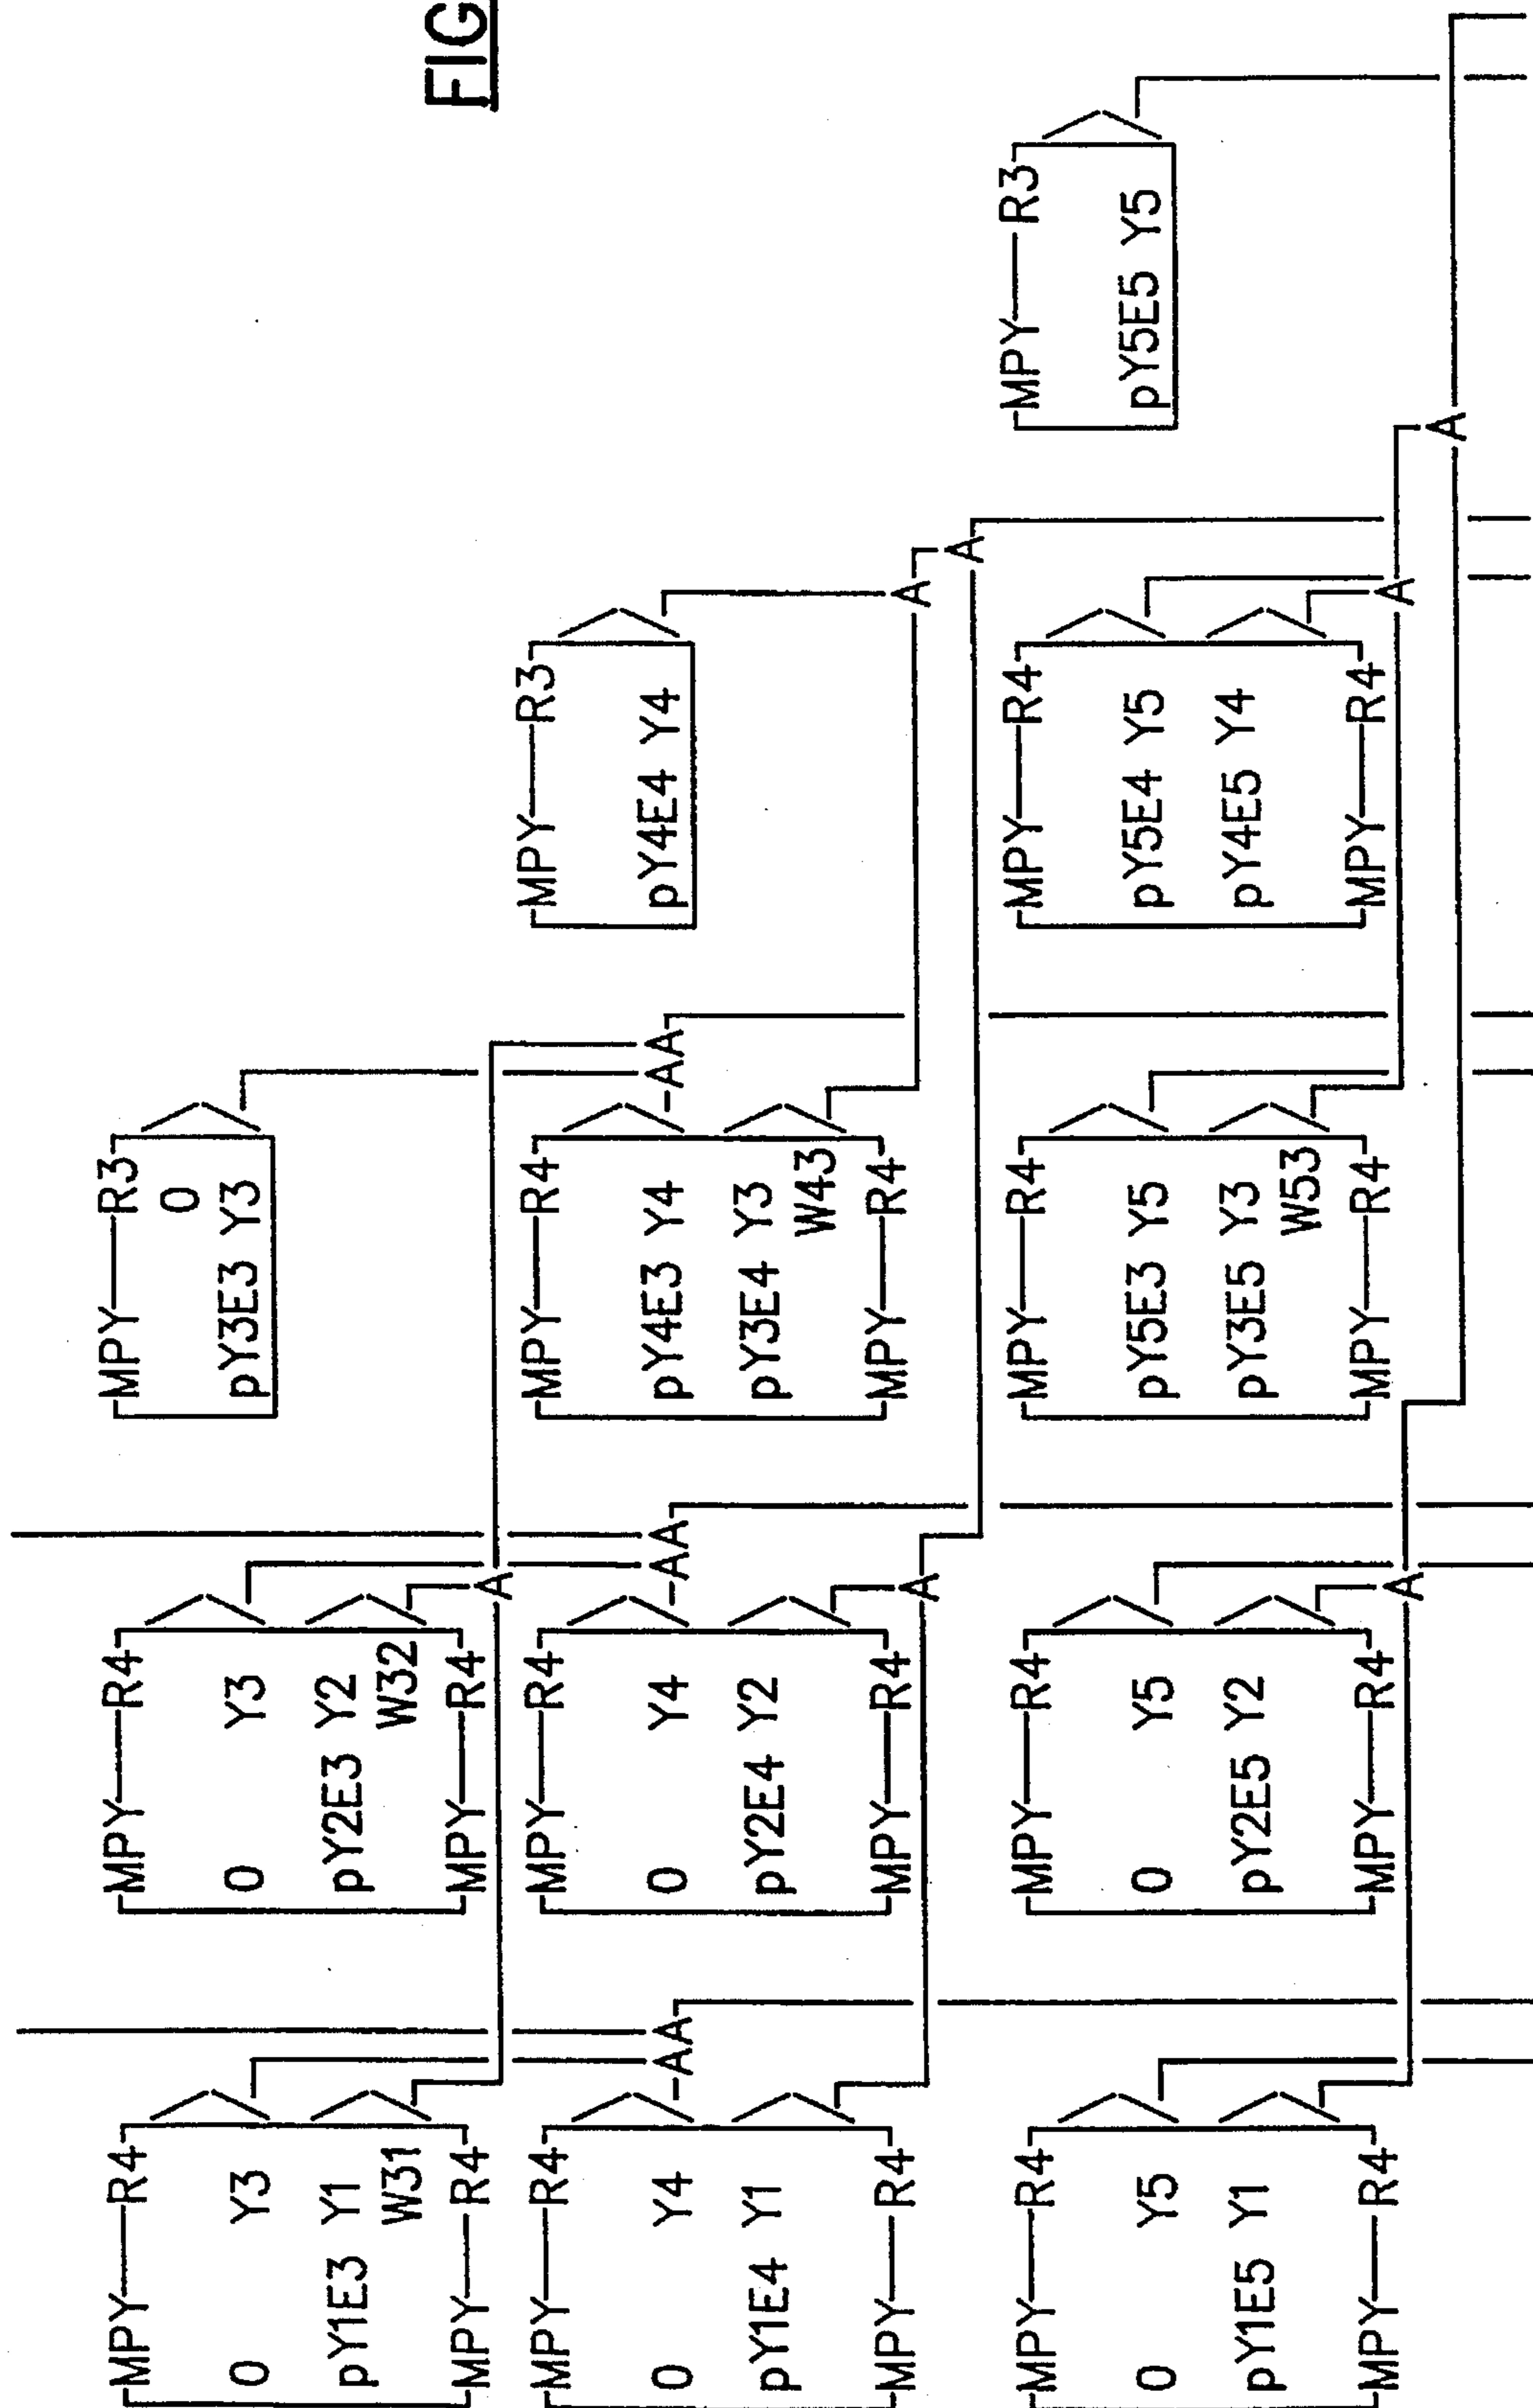 MPY R4
0 Y3
pY1E3 Y1
W31
MPY R4
MPY R4
0 Y3
pY2E3 Y2
W32
MPY R4
A
MPY R3
0
pY3E3 Y3
FIG
MPY R4
0 Y4
AA
pY1E4 Y1
MPY R4
MPY R4
0 Y4
AA
pY2E4 Y2
MPY R4
A
MPY R4
pY4E3 Y4
AA
pY3E4 Y3
W43
MPY R4
MPY R3
pY4E4 Y4
A
A
MPY R4
0 Y5
pY1E5 Y1
MPY R4
MPY R4
0 Y5
pY2E5 Y2
MPY R4
A
MPY R4
pY5E3 Y5
pY3E5 Y3
W53
MPY R4
MPY R4
pY5E4 Y5
pY4E5 Y4
MPY R4
A
MPY R3
pY5E5 Y5
A